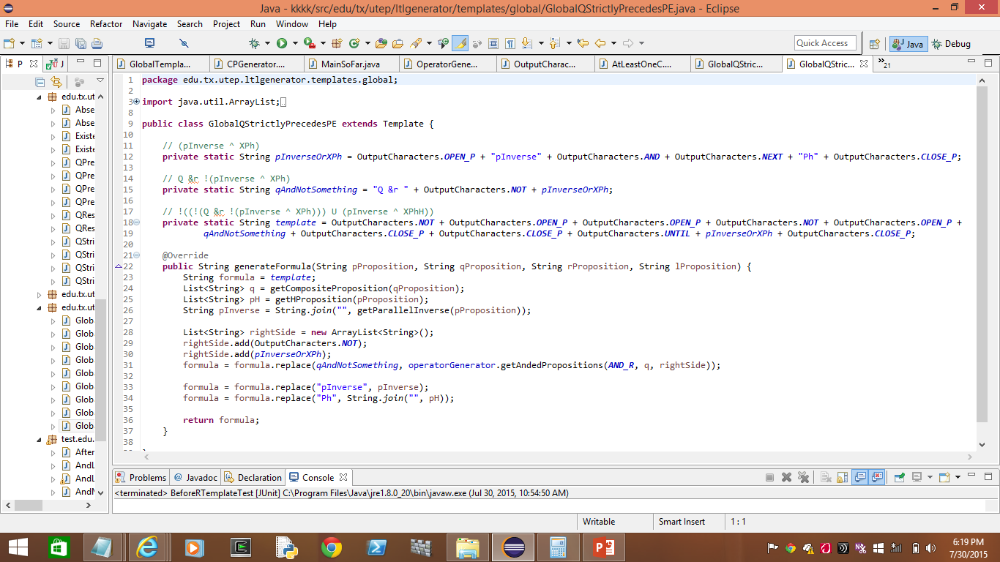 Java - kkkk/src/edu/tx/utep/ltlgenerator/templates/global/GlobalQStrictlyPrecedesPE.java - Eclipse
File Edit Source Refactor Navigate Search Project Run Window Help
Quick Access Java Debug
P J GlobalTempla... CPGenerator.... MainSoFar.java OperatorGene... OutputCharac... AtLeastOneC.... GlobalQStric... GlobalQStric... 21
edu.tx.ut
Abse
Abse
Existe
Existe
QPre
QPre
QPre
QPre
QRes
QRes
QStri
QStri
QStri
QStri
edu.tx.ut
edu.tx.ut
Glob
Glob
Glob
Glob
Glob
Glob
Glob
Glob
Glob
test.edu.
After
AndL
AndL
AndM
1 package edu.tx.utep.ltlgenerator.templates.global;
2
3 import java.util.ArrayList;
8
9 public class GlobalQStrictlyPrecedesPE extends Template {
10
11 // (pInverse ^ XPh)
12 private static String pInverseOrXPh = OutputCharacters.OPEN_P + "pInverse" + OutputCharacters.AND + OutputCharacters.NEXT + "Ph" + OutputCharacters.CLOSE_P;
13
14 // Q &r !(pInverse ^ XPh)
15 private static String qAndNotSomething = "Q &r " + OutputCharacters.NOT + pInverseOrXPh;
16
17 // !((!(Q &r !(pInverse ^ XPh))) U (pInverse ^ XPhH))
18 private static String template = OutputCharacters.NOT + OutputCharacters.OPEN_P + OutputCharacters.OPEN_P + OutputCharacters.NOT + OutputCharacters.OPEN_P +
19 qAndNotSomething + OutputCharacters.CLOSE_P + OutputCharacters.CLOSE_P + OutputCharacters.UNTIL + pInverseOrXPh + OutputCharacters.CLOSE_P;
20
21 @Override
22 public String generateFormula(String pProposition, String qProposition, String rProposition, String lProposition) {
23 String formula = template;
24 List<String> q = getCompositeProposition(qProposition);
25 List<String> pH = getHProposition(pProposition);
26 String pInverse = String.join("", getParallelInverse(pProposition));
27
28 List<String> rightSide = new ArrayList<String>();
29 rightSide.add(OutputCharacters.NOT);
30 rightSide.add(pInverseOrXPh);
31 formula = formula.replace(qAndNotSomething, operatorGenerator.getAndedPropositions(AND_R, q, rightSide));
32
33 formula = formula.replace("pInverse", pInverse);
34 formula = formula.replace("Ph", String.join("", pH));
35
36 return formula;
37 }
38
Problems @ Javadoc Declaration Console
<terminated> BeforeRTemplateTest [JUnit] C:\Program Files\Java\jre1.8.0_20\bin\javaw.exe (Jul 30, 2015, 10:54:50 AM)
Writable Smart Insert 1 : 1
6:19 PM
7/30/2015